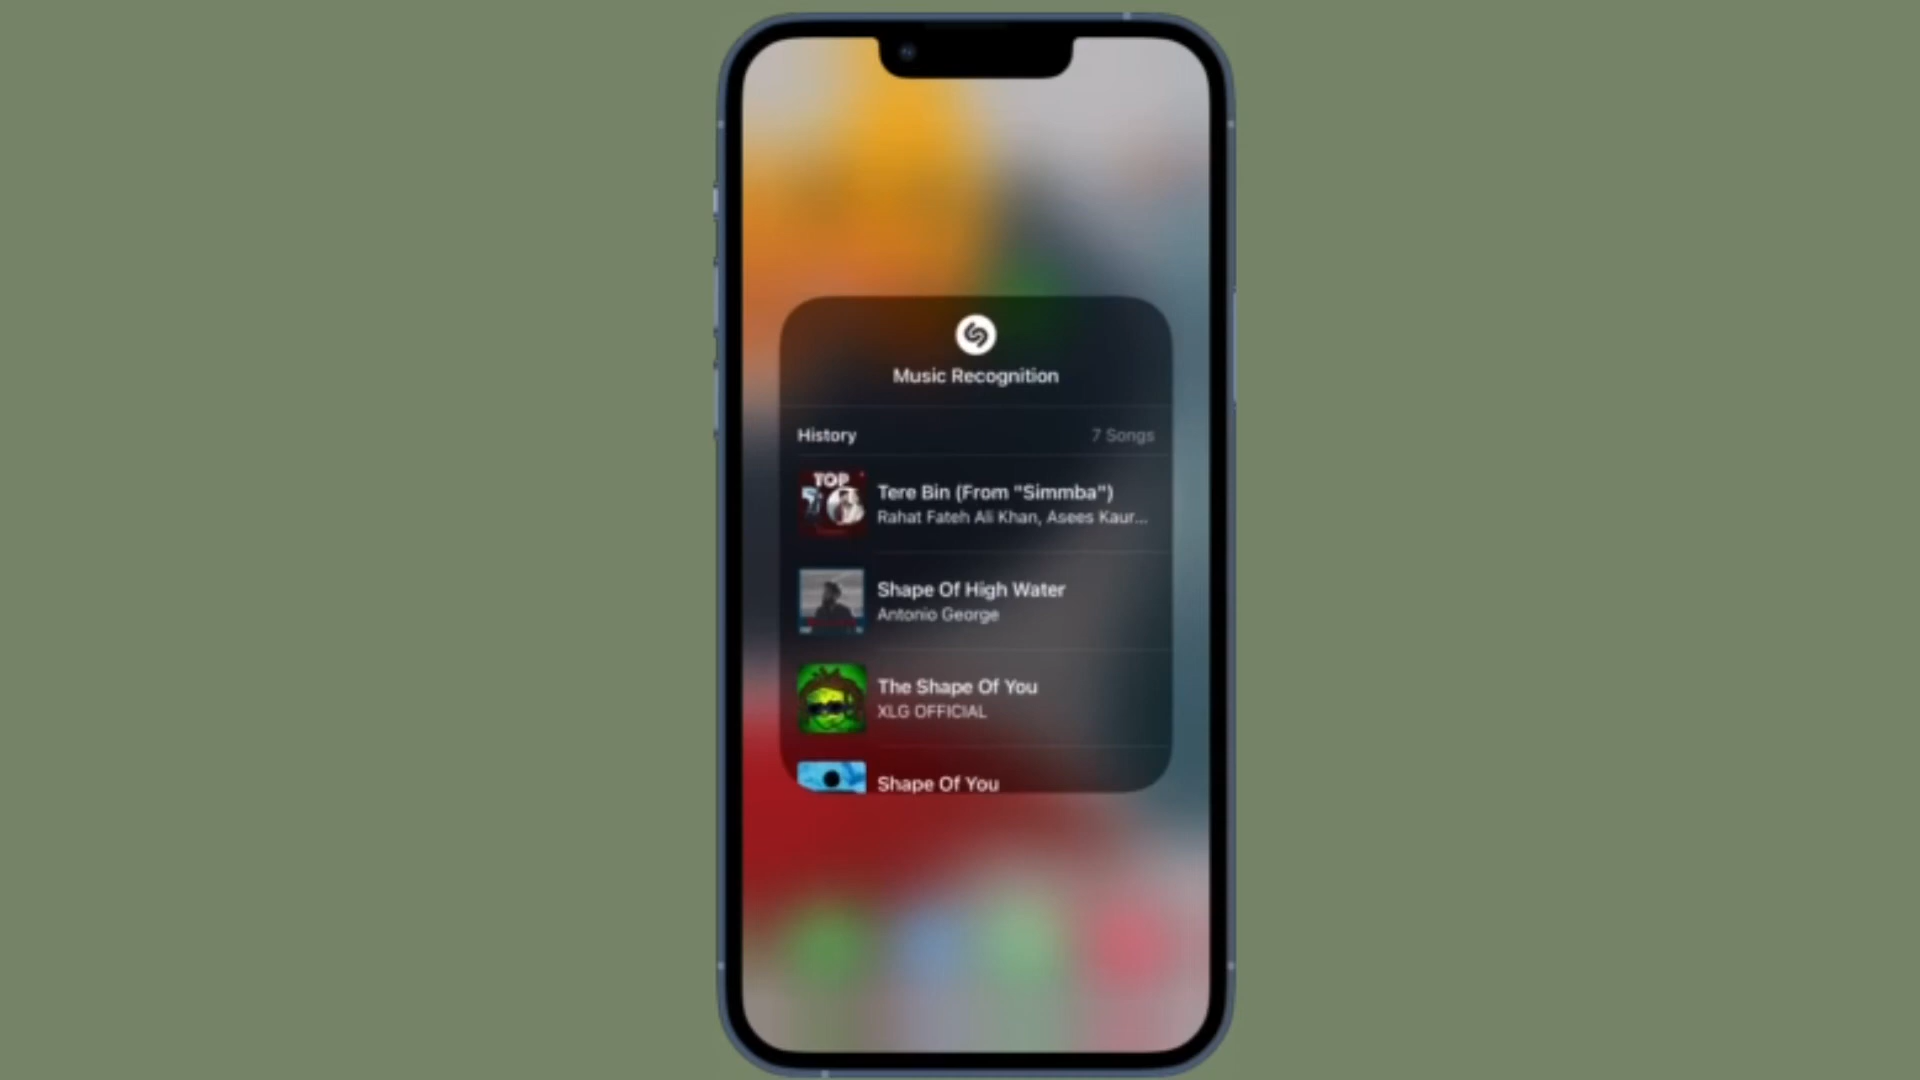 Music Recognition
History
7 Songs
TOP
Tere Bin (From "Simmba")
Rahat Fateh Ali Khan, Asees Kaur...
Shape Of High Water
Antonio George
The Shape Of You
XLG OFFICIAL
Shape Of You